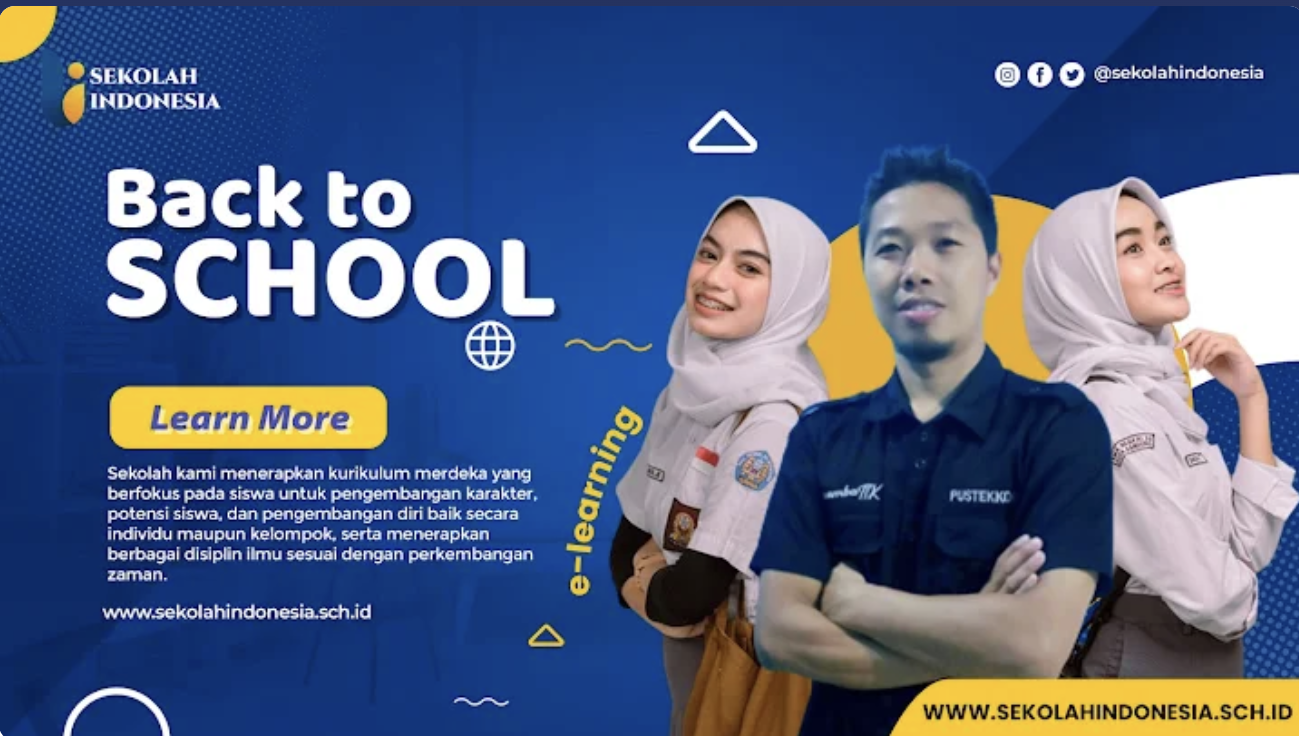 SEKOLAH
INDONESIA
@sekolahindonesia
Back to
SCHOOL
Learn More
Sekolah kami menerapkan kurikulum merdeka yang
berfokus pada siswa untuk pengembangan karakter,
potensi siswa, dan pengembangan diri baik secara
individu maupun kelompok, serta menerapkan
berbagai disiplin ilmu sesuai dengan perkembangan
zaman.
www.sekolahindonesia.sch.id
e-learning
PUSTEKKO
WWW.SEKOLAHINDONESIA.SCH.ID